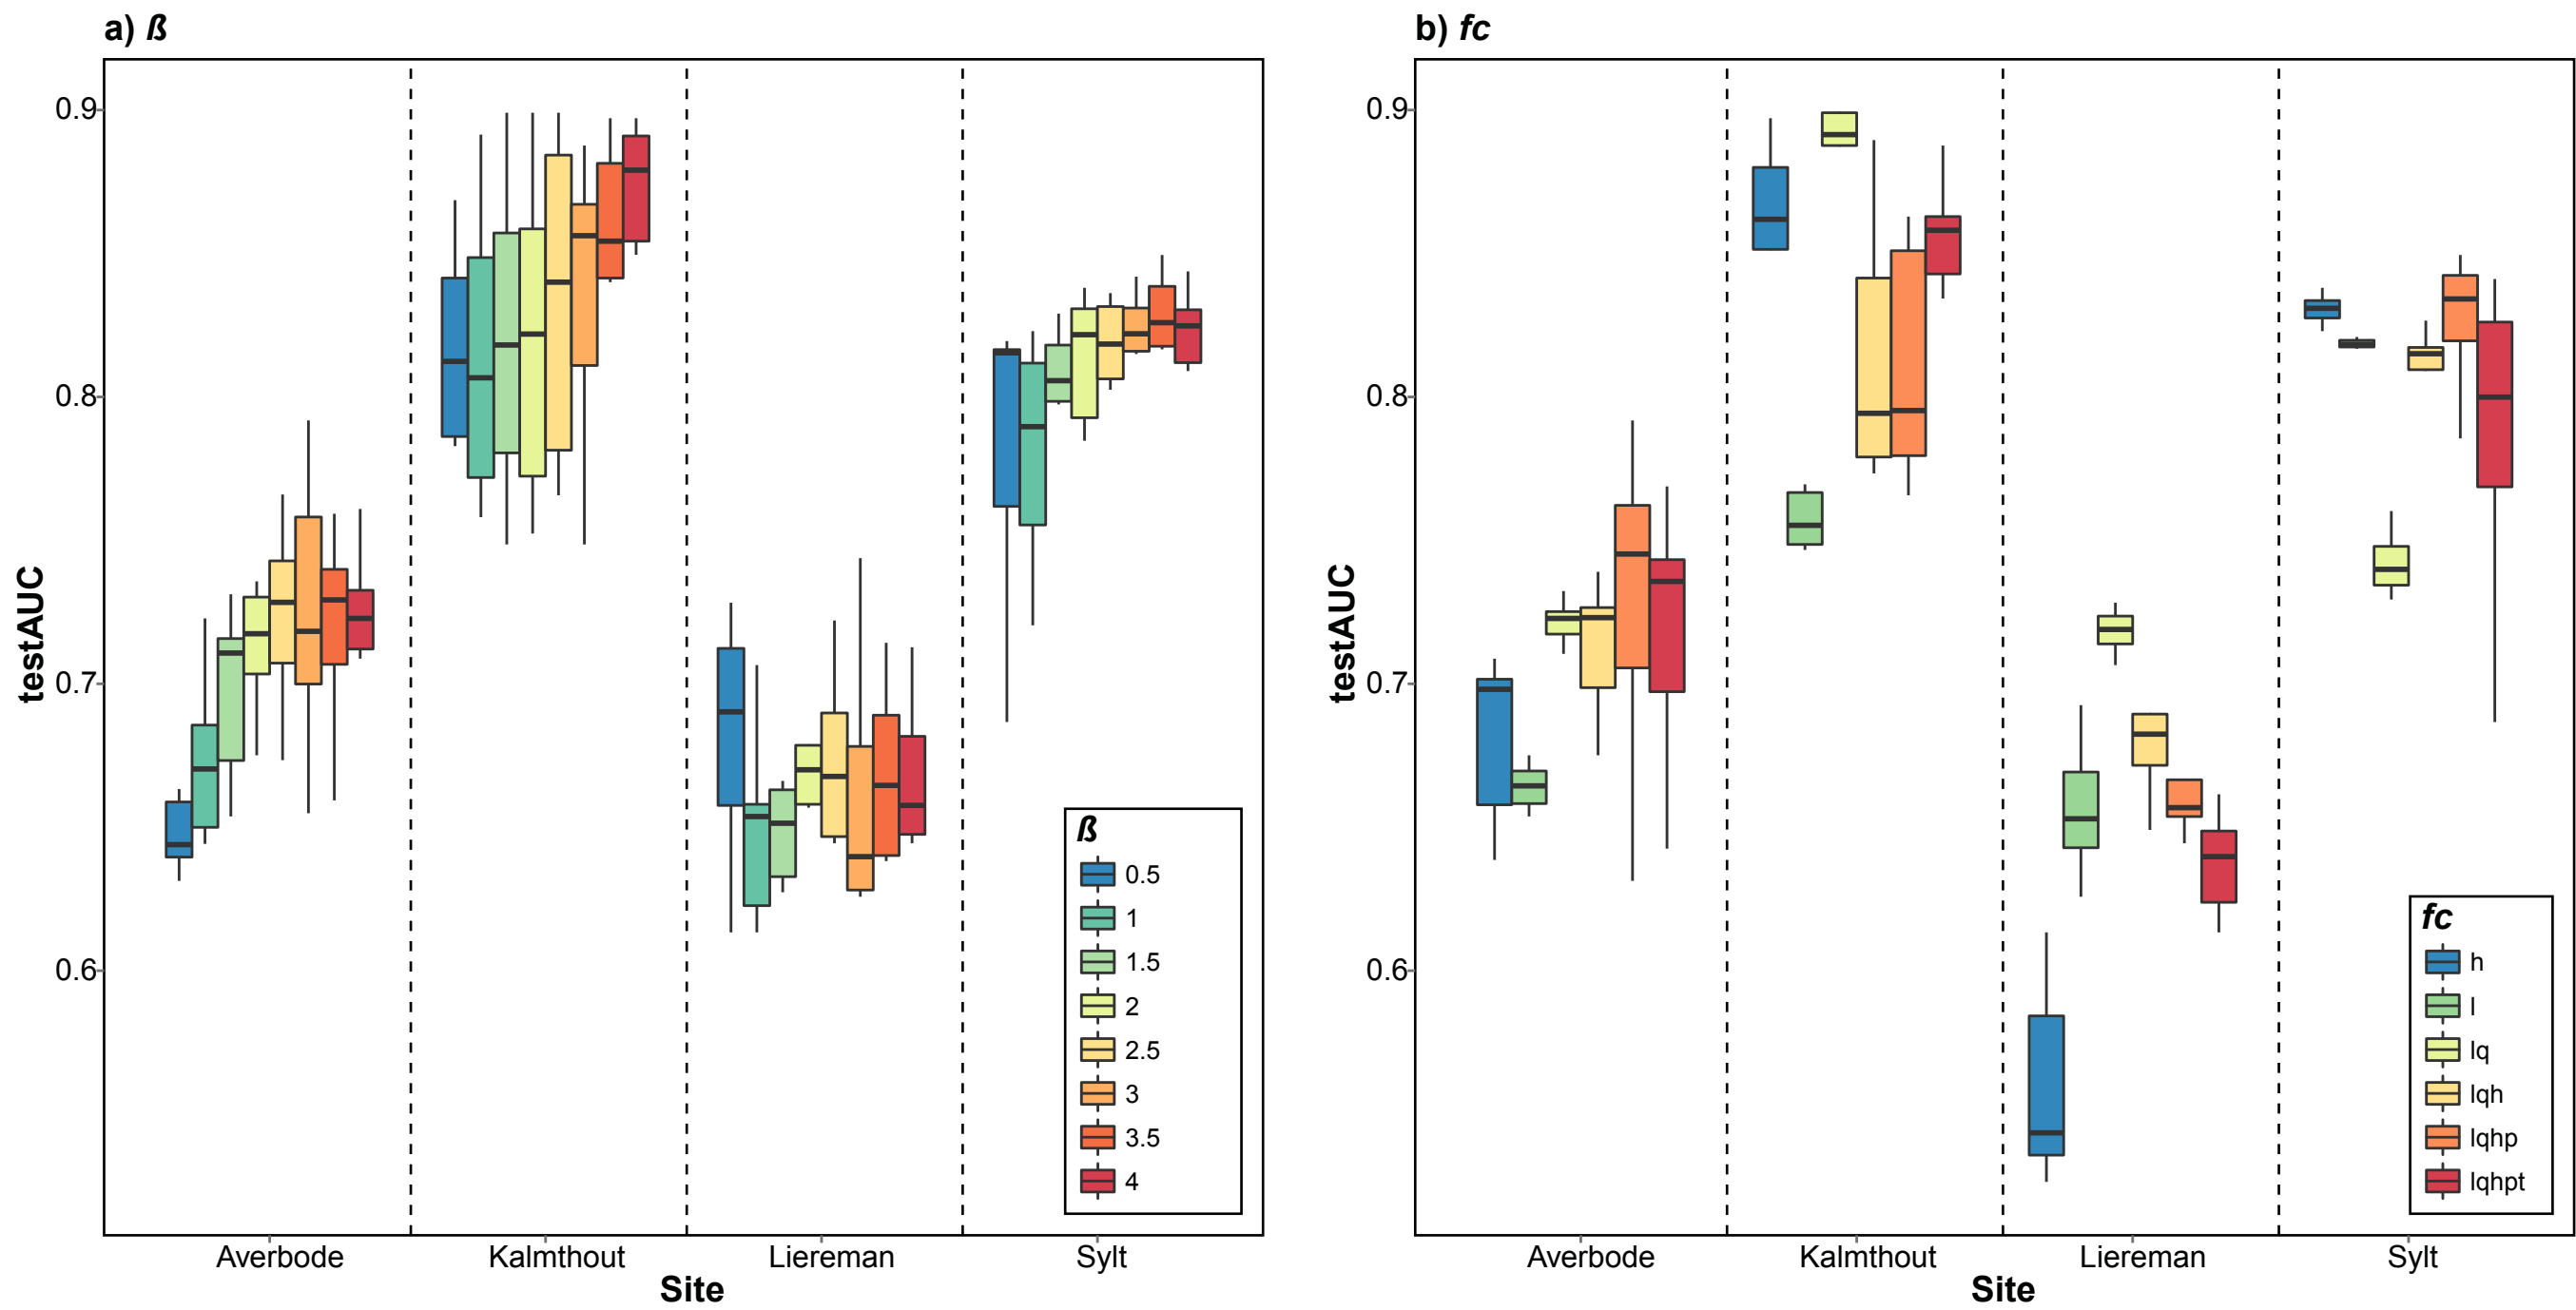 a) ß
testAUC
0.9
0.8
0.7
0.6
Averbode Kalmthout Liereman Sylt
Site
ß
0.5
1
1.5
2
2.5
3
3.5
4
b) fc
testAUC
0.9
0.8
0.7
0.6
Averbode Kalmthout Liereman Sylt
Site
fc
h
l
lq
lqh
lqhp
lqhpt